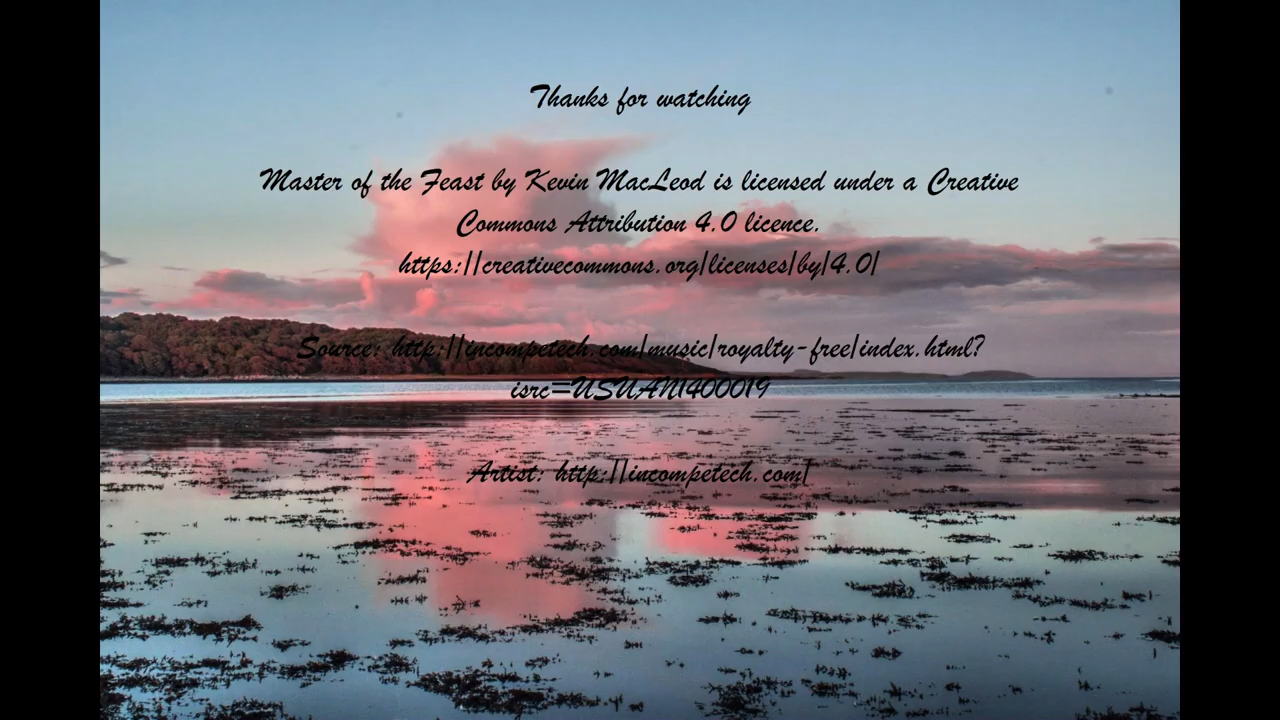 Thanks for watching
Master of the Feast by Kevin MacLeod is licensed under a Creative
Commons Attribution 4.0 licence.
https://creativecommons.org/licenses/by/4.0/
Source: http://incompetech.com/music/royalty-free/index.html?
isrc=USUAN1400019
Artist: http://incompetech.com/